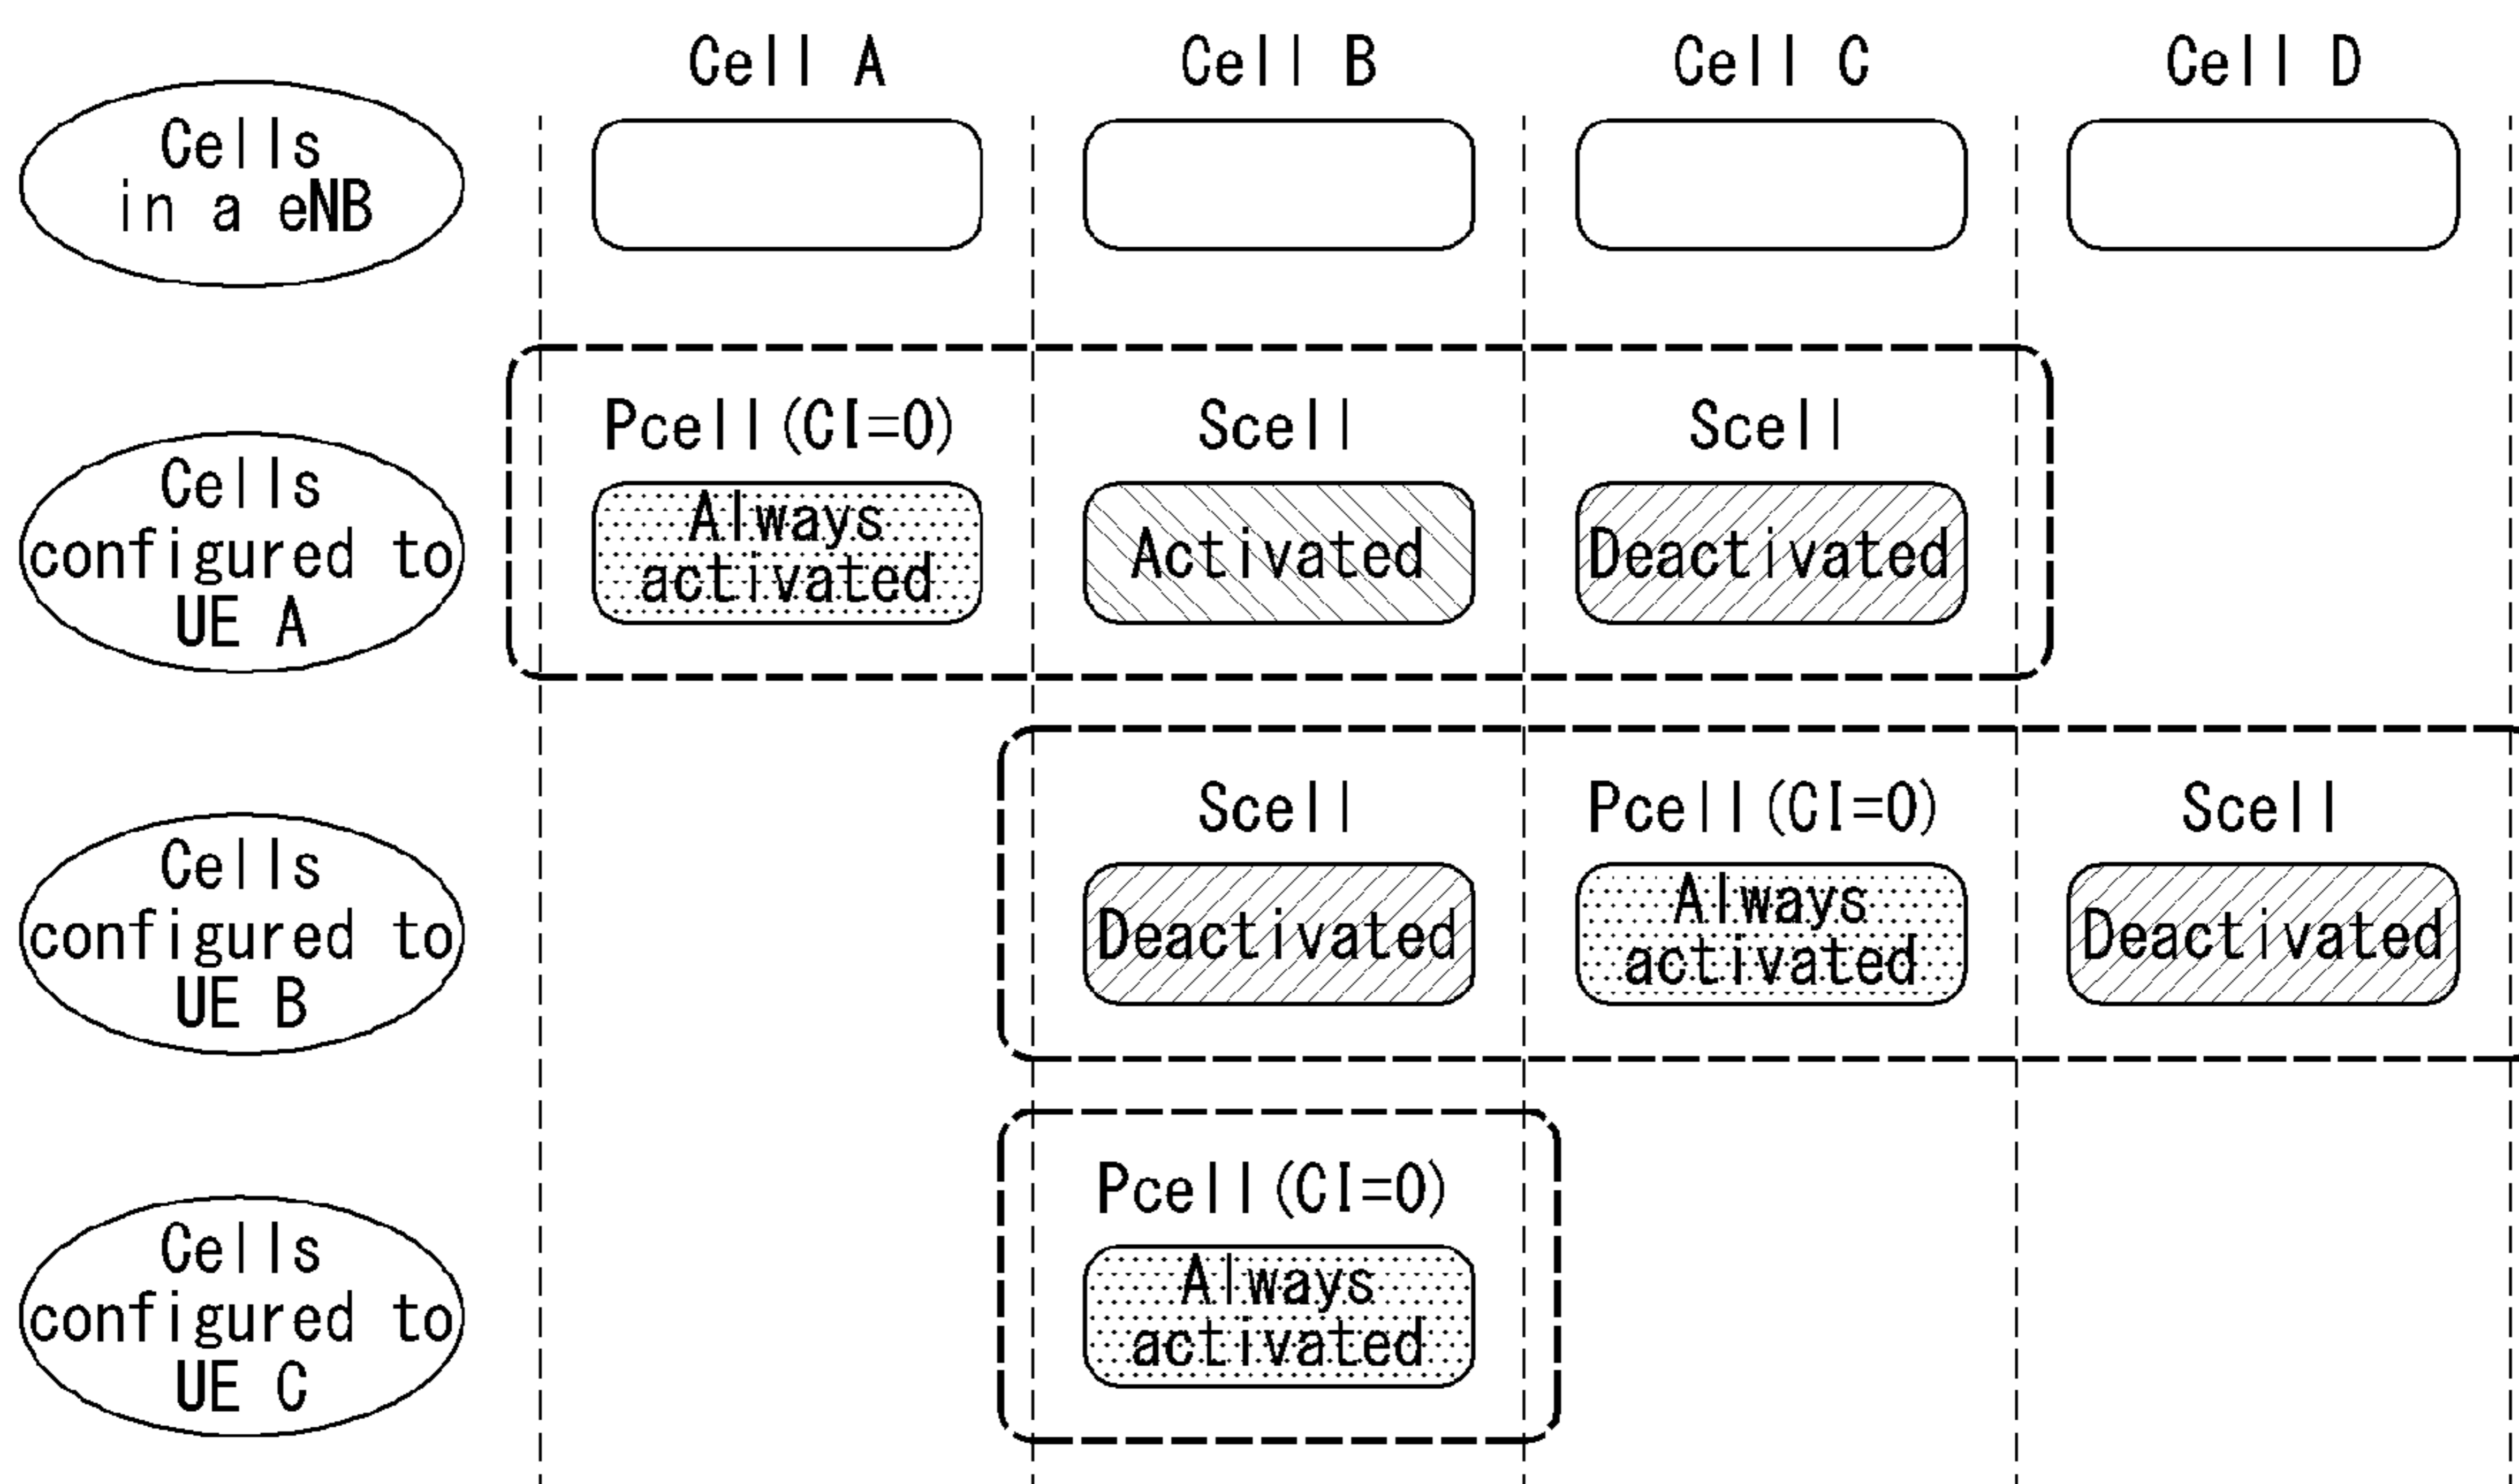 Cell A Cell B Cell C Cell D
Cells
in a eNB
Pcell(CI=0) Scell Scell
Cells
configured to
UE A
Always
activated
Activated
Deactivated
Scell Pcell(CI=0) Scell
Cells
configured to
UE B
Deactivated
Always
activated
Deactivated
Pcell(CI=0)
Cells
configured to
UE C
Always
activated